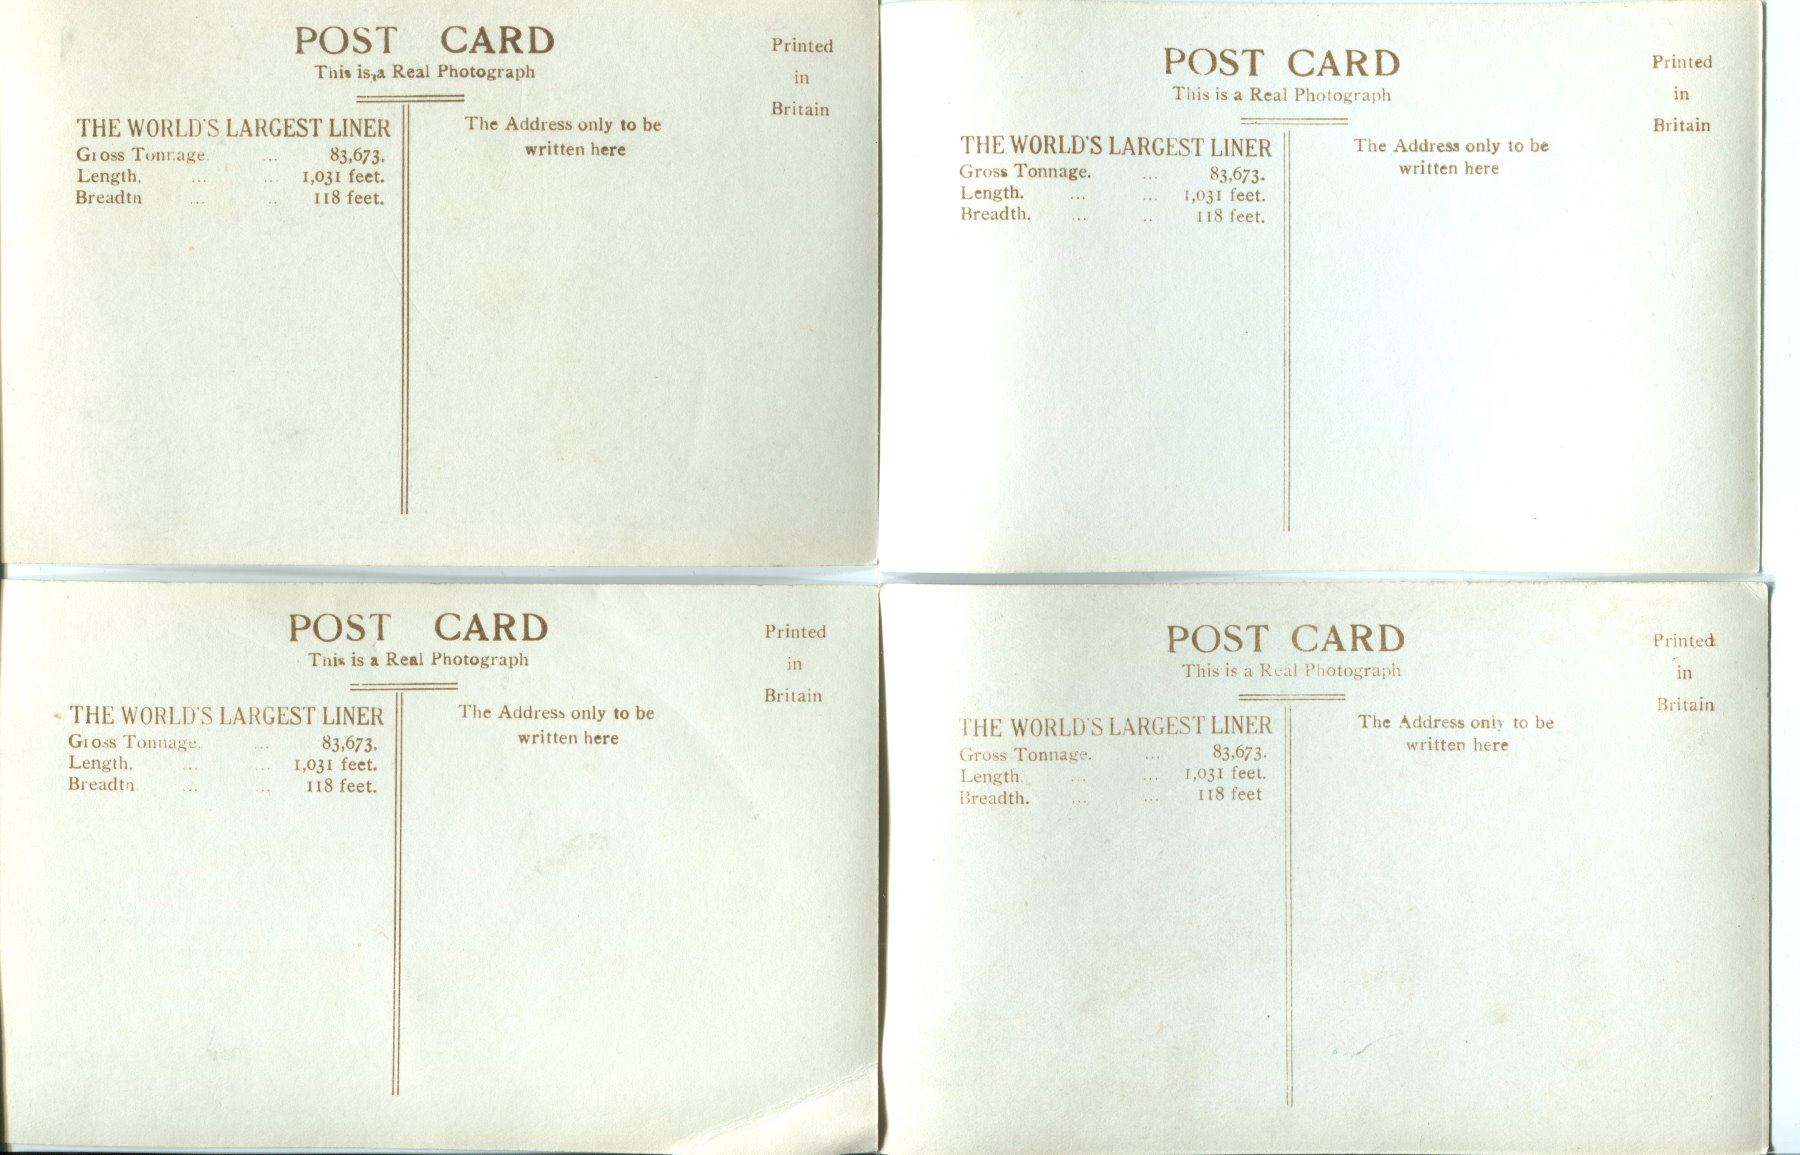 POST CARD
This is a Real Photograph
Printed
in
Britain
THE WORLD'S LARGEST LINER
Gross Tonnage. ... 83,673.
Length. ... ... 1,031 feet.
Breadth ... .. 118 feet.
The Address only to be
written here
POST CARD
This is a Real Photograph
Printed
in
Britain
THE WORLD'S LARGEST LINER
Gross Tonnage. ... 83,673.
Length. ... ... 1,031 feet.
Breadth. ... .. 118 feet.
The Address only to be
written here
POST CARD
This is a Real Photograph
Printed
in
Britain
THE WORLD'S LARGEST LINER
Gross Tonnage. ... 83,673.
Length. ... ... 1,031 feet.
Breadth ... .. 118 feet.
The Address only to be
written here
POST CARD
This is a Real Photograph
Printed
in
Britain
THE WORLD'S LARGEST LINER
Gross Tonnage. ... 83,673.
Length. ... ... 1,031 feet.
Breadth. ... ... 118 feet
The Address only to be
written here